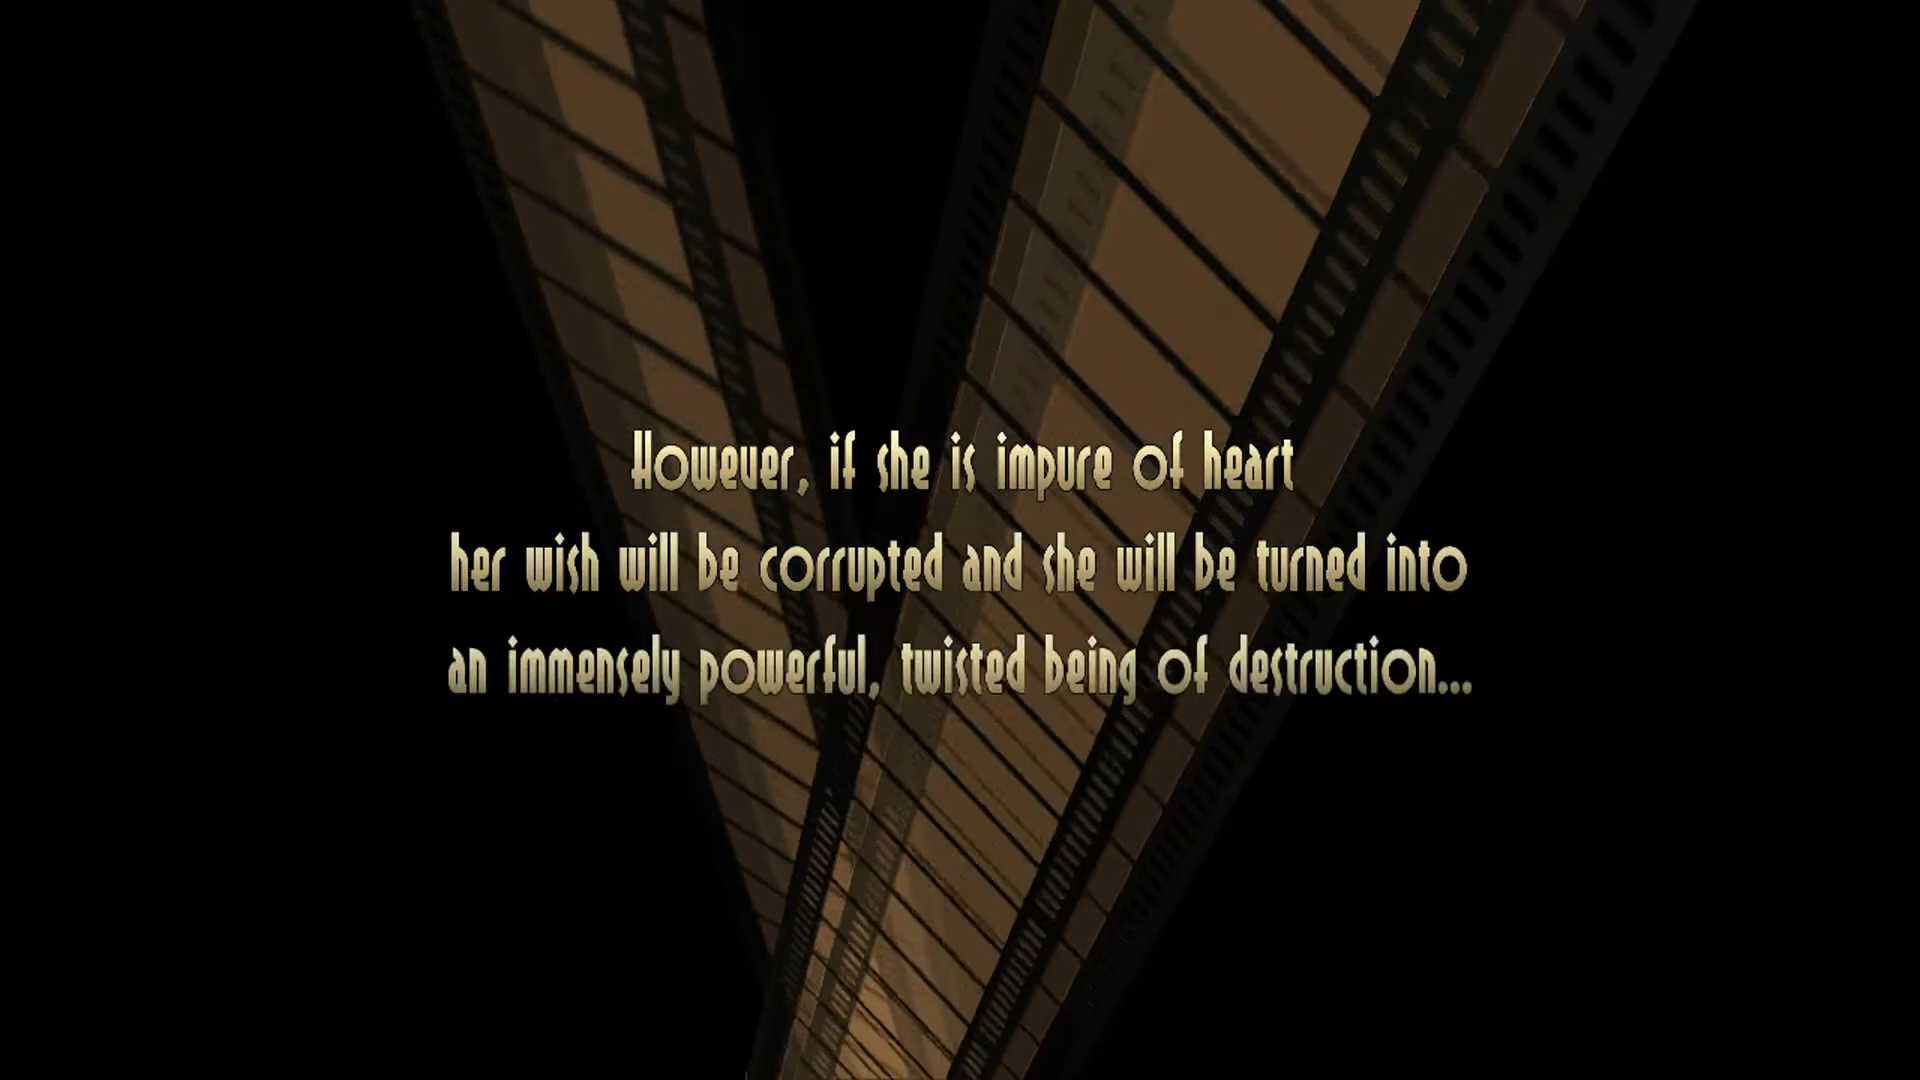 However, if she is impure of heart
her wish will be corrupted and she will be turned into
an immensely powerful, twisted being of destruction...